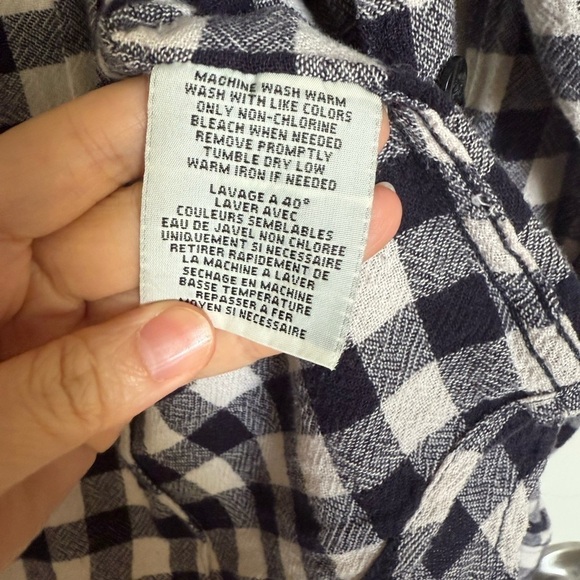 MACHINE WASH WARM
WASH WITH LIKE COLORS
ONLY NON-CHLORINE
BLEACH WHEN NEEDED
REMOVE PROMPTLY
TUMBLE DRY LOW
WARM IRON IF NEEDED
LAVAGE A 40°
LAVER AVEC
COULEURS SEMBLABLES
EAU DE JAVEL NON CHLOREE
UNIQUEMENT SI NECESSAIRE
RETIRER RAPIDEMENT DE
LA MACHINE A LAVER
SECHAGE EN MACHINE
BASSE TEMPERATURE
REPASSER A FER
MOYEN SI NECESSAIRE